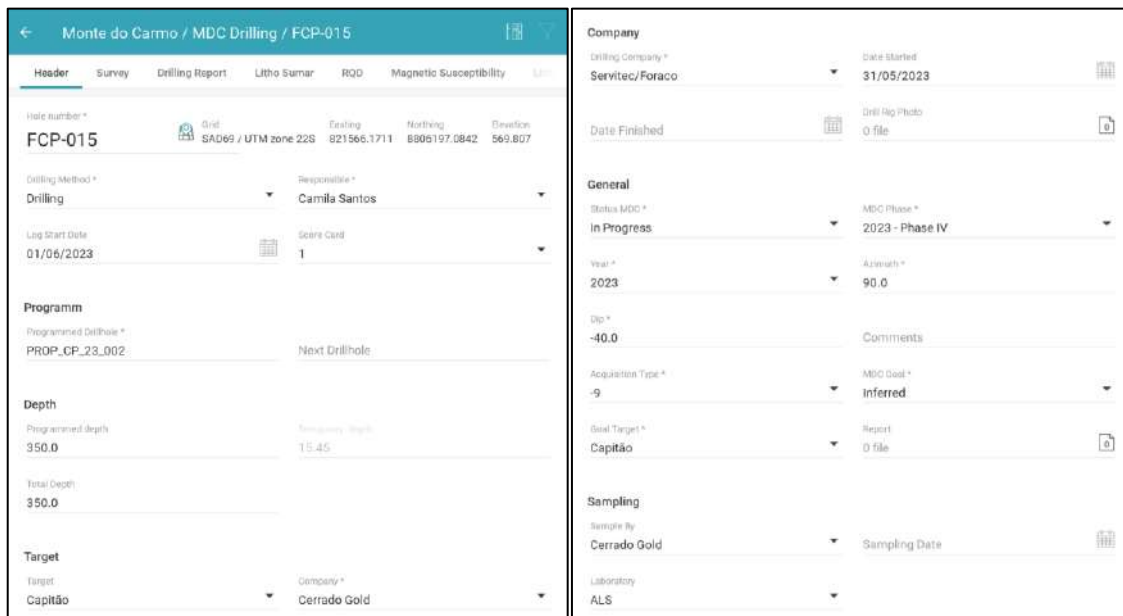 Monte do Carmo / MDC Drilling / FCP-015
Header Survey Drilling Report Litho Sumar RQD Magnetic Susceptibility
Hole number *
FCP-015
Grid Easting Northing Elevation
SAD69 / UTM zone 22S 821566.1711 8806197.0842 569.807
Drilling Method * Responsible *
Drilling Camila Santos
Log Start Date Score Card
01/06/2023 1
Programm
Programmed Drillhole *
PROP_CP_23_002 Next Drillhole
Depth
Programmed depth Temporary depth
350.0 15.45
Total Depth
350.0
Target
Target Company *
Capitão Cerrado Gold
Company
Drilling Company * Date Started
Servitec/Foraco 31/05/2023
Drill Rig Photo
Date Finished 0 file
General
Status MDC * MDC Phase *
In Progress 2023 - Phase IV
Year * Azimuth *
2023 90.0
Dip *
-40.0 Comments
Acquisition Type * MDC Goal *
-9 Inferred
Goal Target * Report
Capitão 0 file
Sampling
Sample By
Cerrado Gold Sampling Date
Laboratory
ALS